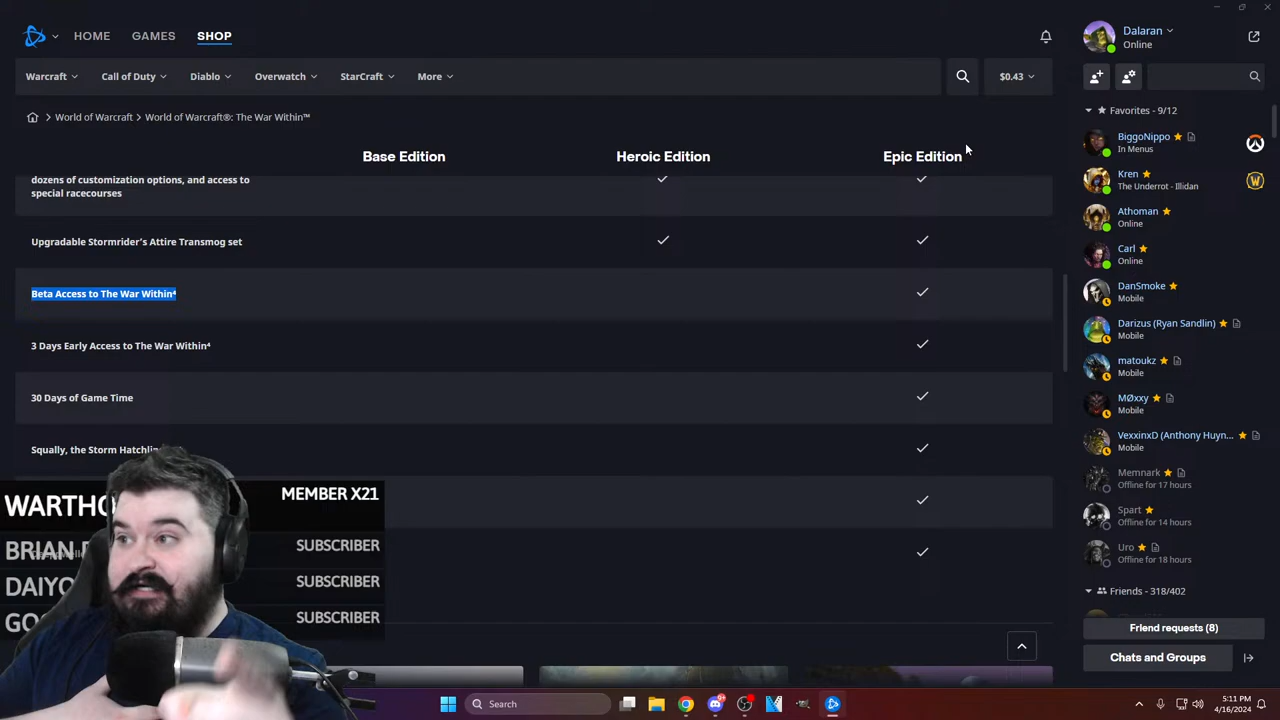 HOME
GAMES
SHOP
Dalaran
Online
Warcraft
Call of Duty
Diablo
Overwatch
StarCraft
More
$0.43
World of Warcraft
World of Warcraft®: The War Within™
Favorites - 9/12
Base Edition
Heroic Edition
Epic Edition
dozens of customization options, and access to
special racecourses
Upgradable Stormrider's Attire Transmog set
Beta Access to The War Within⁴
3 Days Early Access to The War Within⁴
30 Days of Game Time
Squally, the Storm
BiggoNippo
In Menus
Kren
The Underrot - Illidan
Athoman
Online
Carl
Online
DanSmoke
Mobile
Darizus (Ryan Sandlin)
Mobile
matoukz
Mobile
MØxxy
Mobile
VexxinxD (Anthony Huyn...
Mobile
Memnark
Offline for 17 hours
Spart
Offline for 14 hours
Uro
Offline for 18 hours
Friends - 318/402
Friend requests (8)
Chats and Groups
MEMBER X21
BRIAN
SUBSCRIBER
SUBSCRIBER
SUBSCRIBER
Search
5:11 PM
4/16/2024